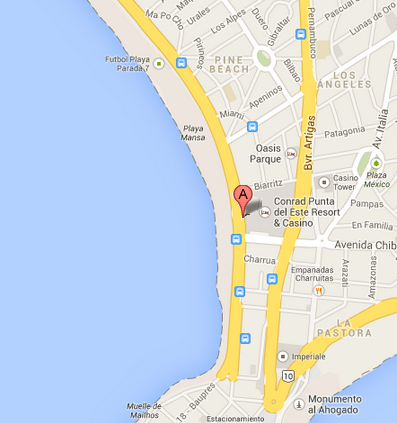 Ma Po Cho
Urales
Los Alpes
Duero
Gibraltar
Pernambuco
Pascual
Lunas de Oro
Pirineos
PINE
BEACH
Bilbao
LOS
ÁNGELES
Futbol Playa
Parada 7
Miami
Apeninos
Playa
Mansa
Bvr. Artigas
Patagonia
Av. Italia
Oasis
Parque
Biarritz
Casino
Tower
Plaza
México
A
Conrad Punta
del Este Resort
& Casino
Pampas
En Familia
Avenida Chib
Charrua
Empanadas
Charruitas
Arazatí
Amazonas
LA
PASTORA
Imperiale
10
Muelle de
Mailhos
18 - Baupres
Estacionamiento
Monumento
al Ahogado